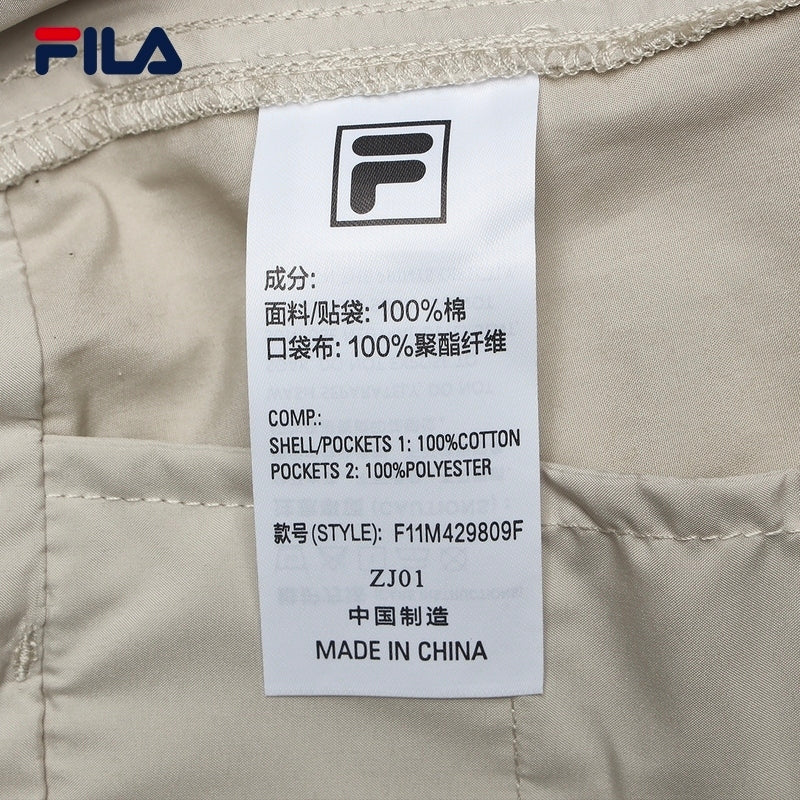 FILA
F
成分:
面料/贴袋: 100%棉
口袋布: 100%聚酯纤维
COMP.:
SHELL/POCKETS 1: 100%COTTON
POCKETS 2: 100%POLYESTER
款号(STYLE): F11M429809F
ZJ01
中国制造
MADE IN CHINA